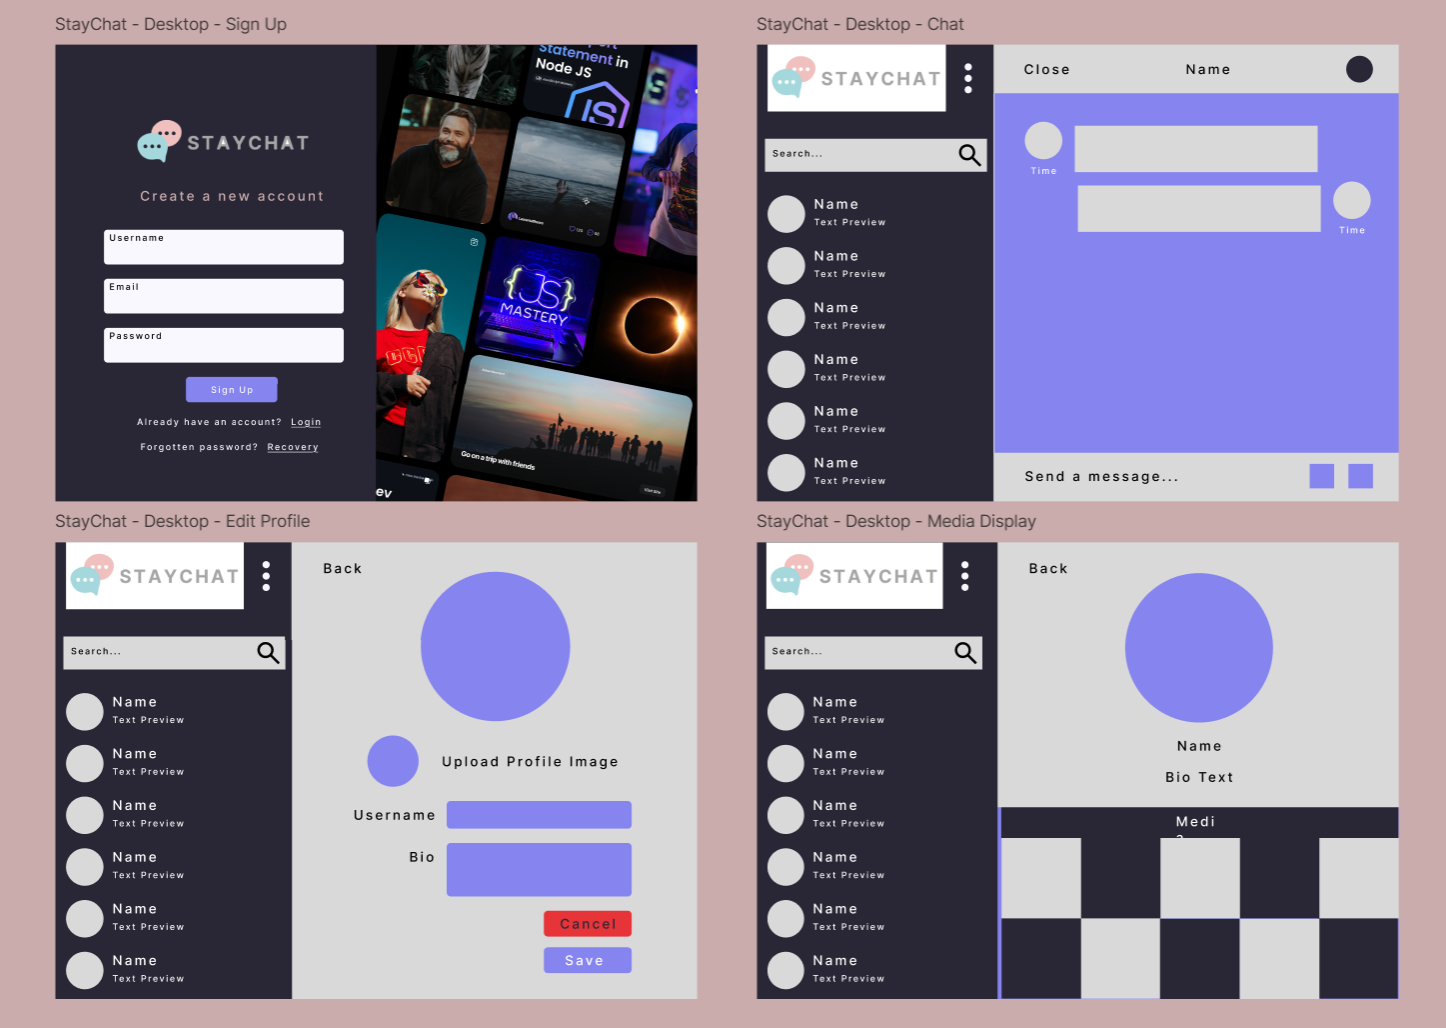 StayChat - Desktop - Sign Up
STAYCHAT
Create a new account
Username
Email
Password
Sign Up
Already have an account? Login
Forgotten password? Recovery
Statement in
Node JS
JS
JS
MASTERY
Go on a trip with friends
ev
StayChat - Desktop - Chat
STAYCHAT
Search...
Name
Text Preview
Name
Text Preview
Name
Text Preview
Name
Text Preview
Name
Text Preview
Name
Text Preview
Close
Name
Time
Time
Send a message...
StayChat - Desktop - Edit Profile
STAYCHAT
Search...
Name
Text Preview
Name
Text Preview
Name
Text Preview
Name
Text Preview
Name
Text Preview
Name
Text Preview
Back
Upload Profile Image
Username
Bio
Cancel
Save
StayChat - Desktop - Media Display
STAYCHAT
Search...
Name
Text Preview
Name
Text Preview
Name
Text Preview
Name
Text Preview
Name
Text Preview
Name
Text Preview
Back
Name
Bio Text
Medi